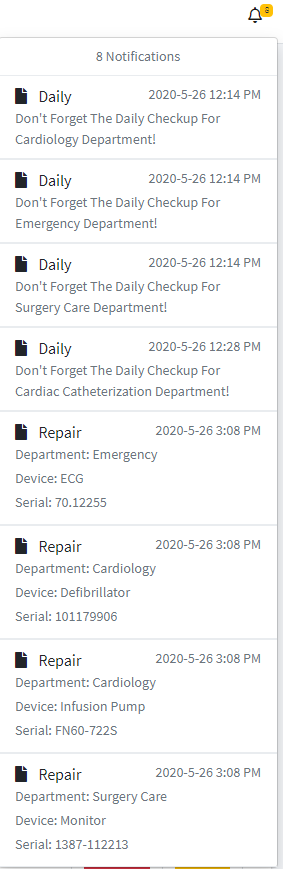 8
8 Notifications
Daily 2020-5-26 12:14 PM
Don't Forget The Daily Checkup For
Cardiology Department!
Daily 2020-5-26 12:14 PM
Don't Forget The Daily Checkup For
Emergency Department!
Daily 2020-5-26 12:14 PM
Don't Forget The Daily Checkup For
Surgery Care Department!
Daily 2020-5-26 12:28 PM
Don't Forget The Daily Checkup For
Cardiac Catheterization Department!
Repair 2020-5-26 3:08 PM
Department: Emergency
Device: ECG
Serial: 70.12255
Repair 2020-5-26 3:08 PM
Department: Cardiology
Device: Defibrillator
Serial: 101179906
Repair 2020-5-26 3:08 PM
Department: Cardiology
Device: Infusion Pump
Serial: FN60-722S
Repair 2020-5-26 3:08 PM
Department: Surgery Care
Device: Monitor
Serial: 1387-112213